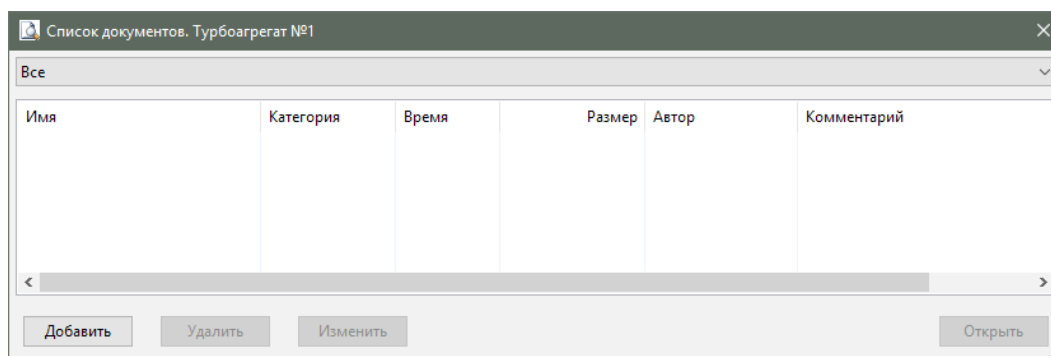 Список документов. Турбоагрегат №1
Все
Имя Категория Время Размер Автор Комментарий
Добавить Удалить Изменить Открыть